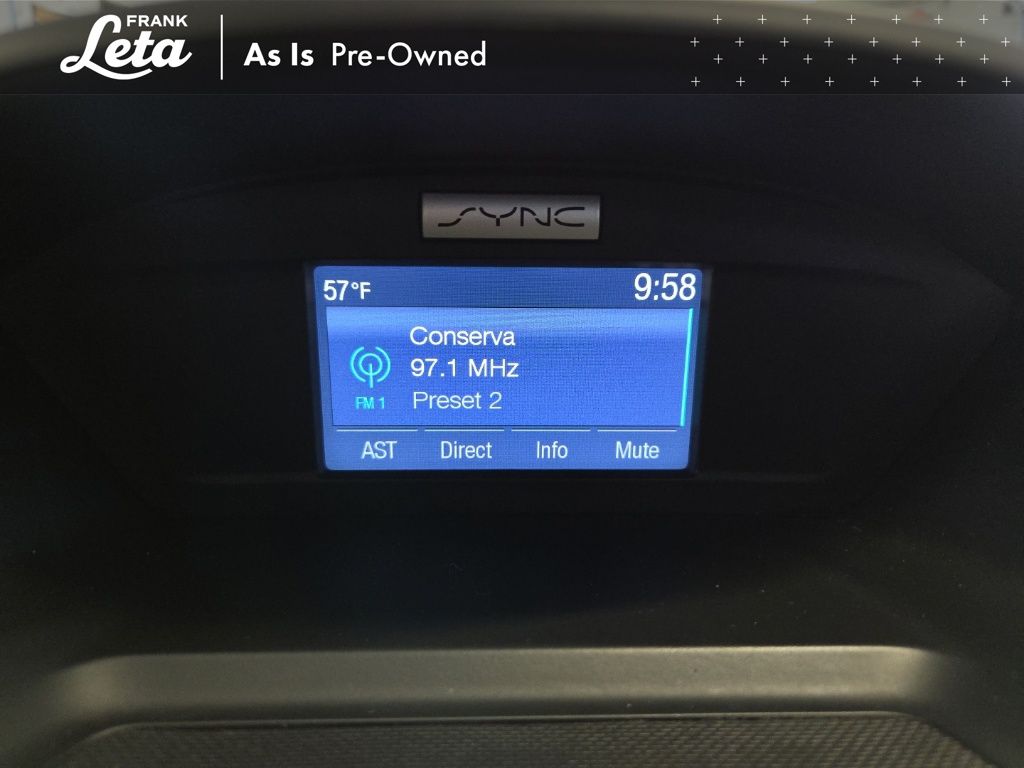 FRANK
Leta
As Is Pre-Owned
SYNC
57°F 9:58
Conserva
97.1 MHz
FM 1
Preset 2
AST Direct Info Mute